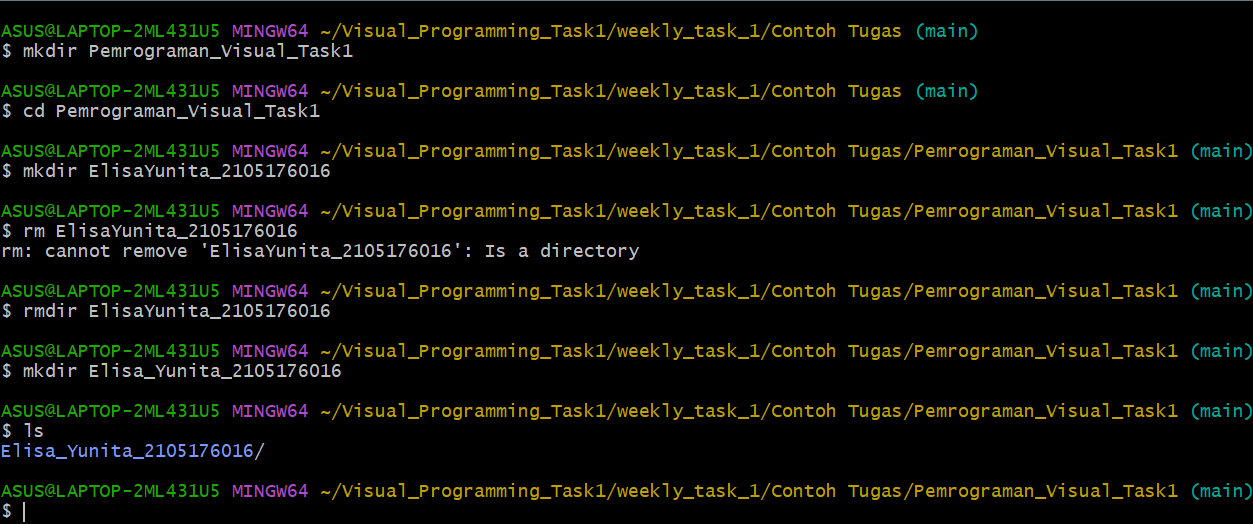 ASUS@LAPTOP-2ML431U5 MINGW64 ~/Visual_Programming_Task1/weekly_task_1/Contoh Tugas (main)
$ mkdir Pemrograman_Visual_Task1
ASUS@LAPTOP-2ML431U5 MINGW64 ~/Visual_Programming_Task1/weekly_task_1/Contoh Tugas (main)
$ cd Pemrograman_Visual_Task1
ASUS@LAPTOP-2ML431U5 MINGW64 ~/Visual_Programming_Task1/weekly_task_1/Contoh Tugas/Pemrograman_Visual_Task1 (main)
$ mkdir ElisaYunita_2105176016
ASUS@LAPTOP-2ML431U5 MINGW64 ~/Visual_Programming_Task1/weekly_task_1/Contoh Tugas/Pemrograman_Visual_Task1 (main)
$ rm ElisaYunita_2105176016
rm: cannot remove 'ElisaYunita_2105176016': Is a directory
ASUS@LAPTOP-2ML431U5 MINGW64 ~/Visual_Programming_Task1/weekly_task_1/Contoh Tugas/Pemrograman_Visual_Task1 (main)
$ rmdir ElisaYunita_2105176016
ASUS@LAPTOP-2ML431U5 MINGW64 ~/Visual_Programming_Task1/weekly_task_1/Contoh Tugas/Pemrograman_Visual_Task1 (main)
$ mkdir Elisa_Yunita_2105176016
ASUS@LAPTOP-2ML431U5 MINGW64 ~/Visual_Programming_Task1/weekly_task_1/Contoh Tugas/Pemrograman_Visual_Task1 (main)
$ ls
Elisa_Yunita_2105176016/
ASUS@LAPTOP-2ML431U5 MINGW64 ~/Visual_Programming_Task1/weekly_task_1/Contoh Tugas/Pemrograman_Visual_Task1 (main)
$